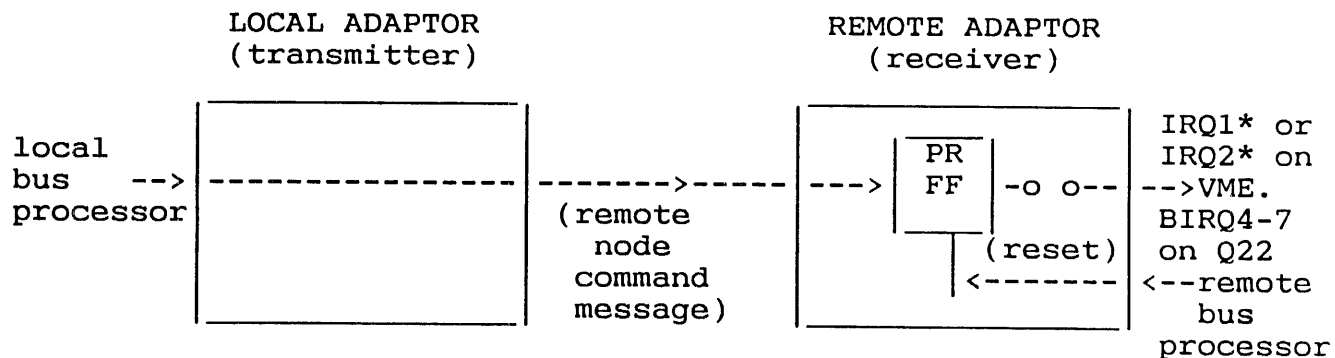 LOCAL ADAPTOR
(transmitter)
REMOTE ADAPTOR
(receiver)
local
bus
processor
(remote
node
command
message)
PR
FF
(reset)
IRQ1* or
IRQ2* on
VME.
BIRQ4-7
on Q22
remote
bus
processor